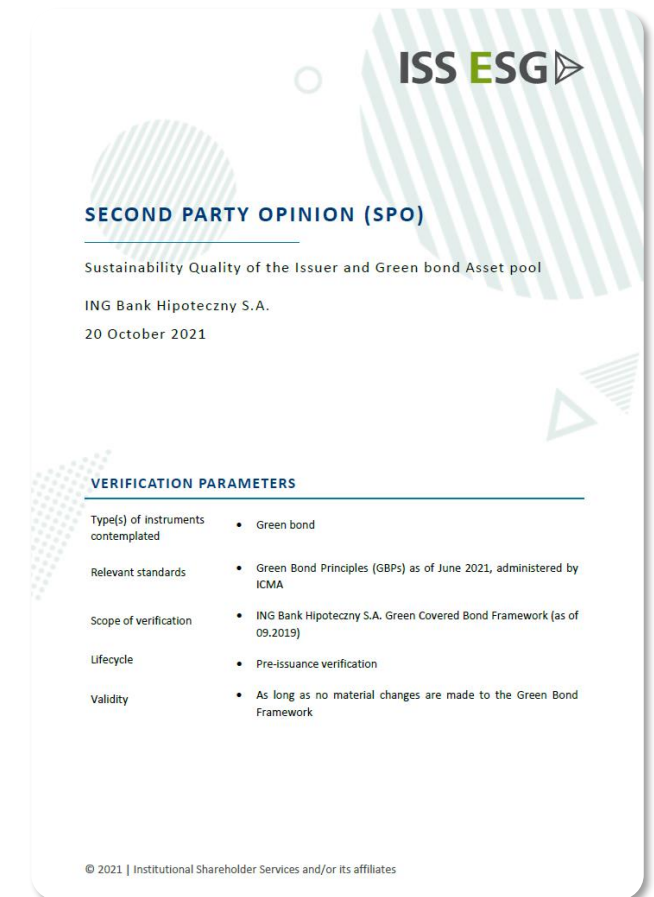 ISS ESG
SECOND PARTY OPINION (SPO)
Sustainability Quality of the Issuer and Green bond Asset pool
ING Bank Hipoteczny S.A.
20 October 2021
VERIFICATION PARAMETERS
Type(s) of instruments
contemplated
• Green bond
Relevant standards
• Green Bond Principles (GBPs) as of June 2021, administered by
ICMA
Scope of verification
• ING Bank Hipoteczny S.A. Green Covered Bond Framework (as of
09.2019)
Lifecycle
• Pre-issuance verification
Validity
• As long as no material changes are made to the Green Bond
Framework
© 2021 | Institutional Shareholder Services and/or its affiliates